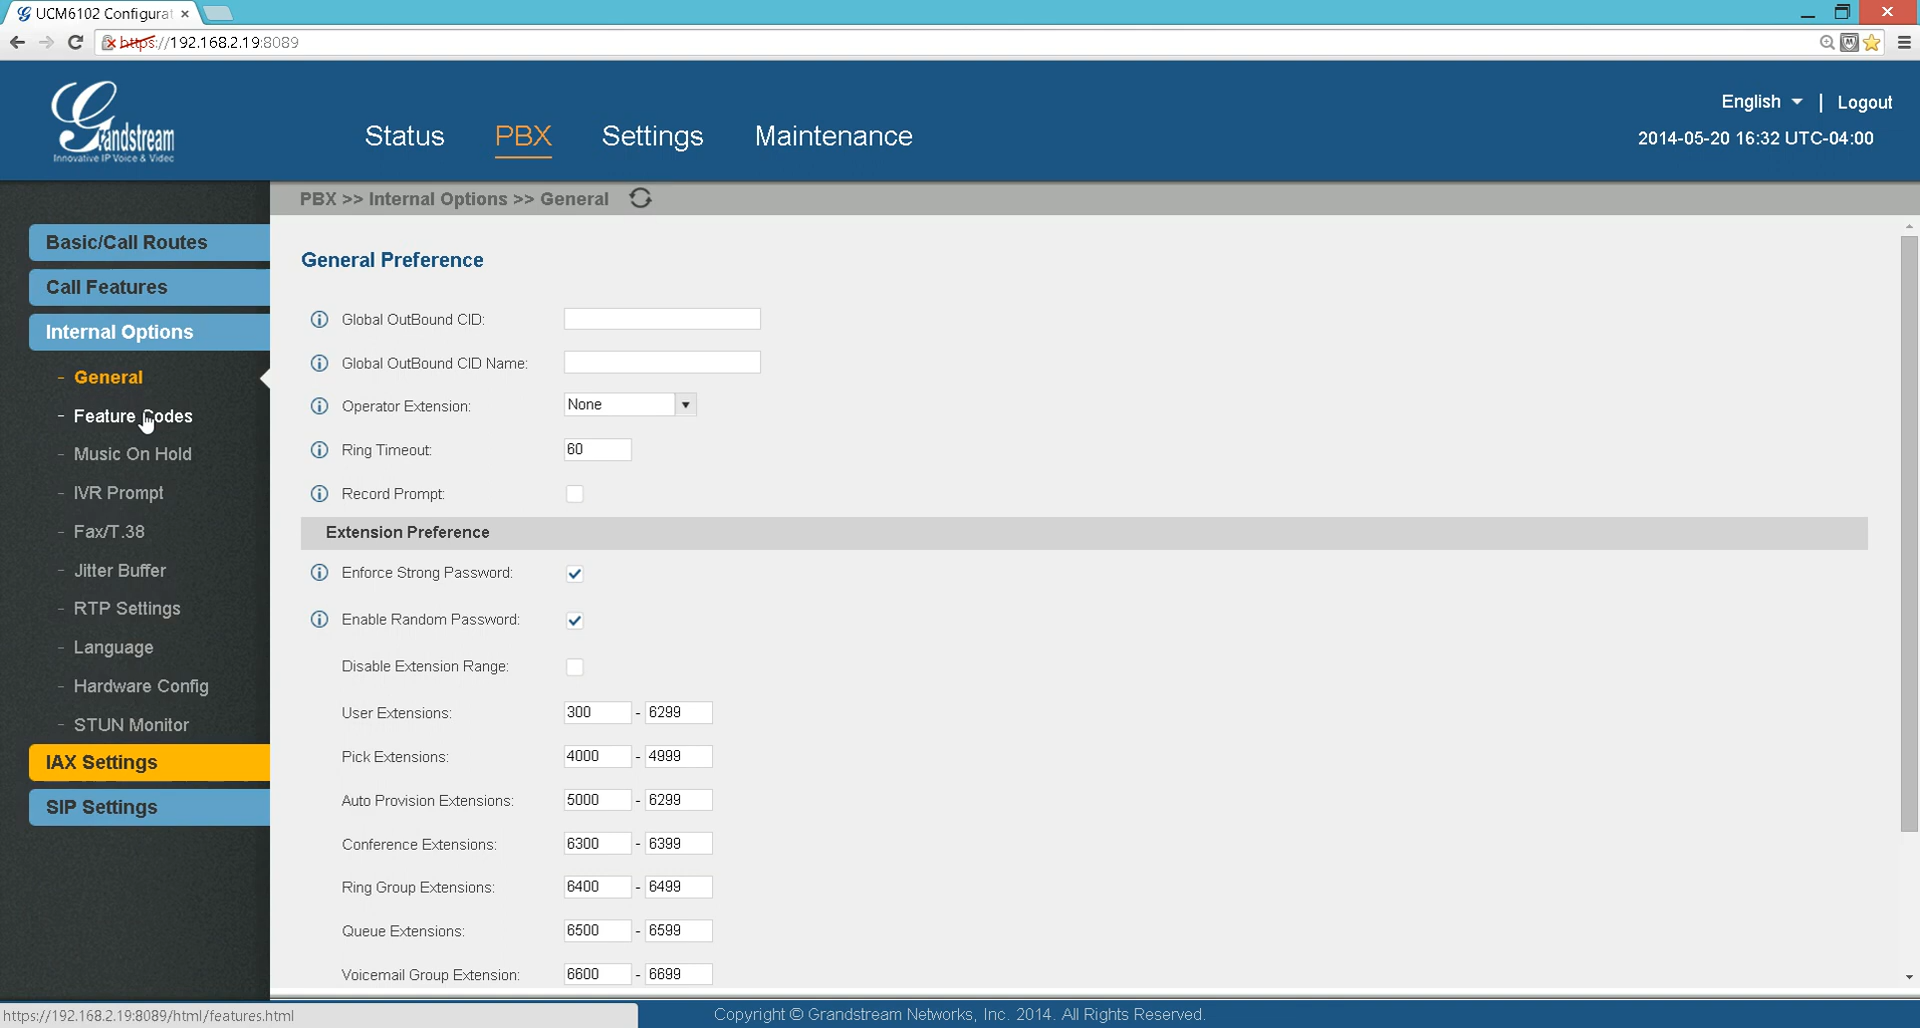 UCM6102 Configurat
https://192.168.2.19:8089
Grandstream
Innovative IP Voice & Video
Status PBX Settings Maintenance
English | Logout
2014-05-20 16:32 UTC-04:00
PBX >> Internal Options >> General
Basic/Call Routes
Call Features
Internal Options
- General
- Feature Codes
- Music On Hold
- IVR Prompt
- Fax/T.38
- Jitter Buffer
- RTP Settings
- Language
- Hardware Config
- STUN Monitor
IAX Settings
SIP Settings
General Preference
Global OutBound CID:
Global OutBound CID Name:
Operator Extension: None
Ring Timeout: 60
Record Prompt:
Extension Preference
Enforce Strong Password:
Enable Random Password:
Disable Extension Range:
User Extensions: 300 - 6299
Pick Extensions: 4000 - 4999
Auto Provision Extensions: 5000 - 6299
Conference Extensions: 6300 - 6399
Ring Group Extensions: 6400 - 6499
Queue Extensions: 6500 - 6599
Voicemail Group Extension: 6600 - 6699
https://192.168.2.19:8089/html/features.html
Copyright © Grandstream Networks, Inc. 2014. All Rights Reserved.